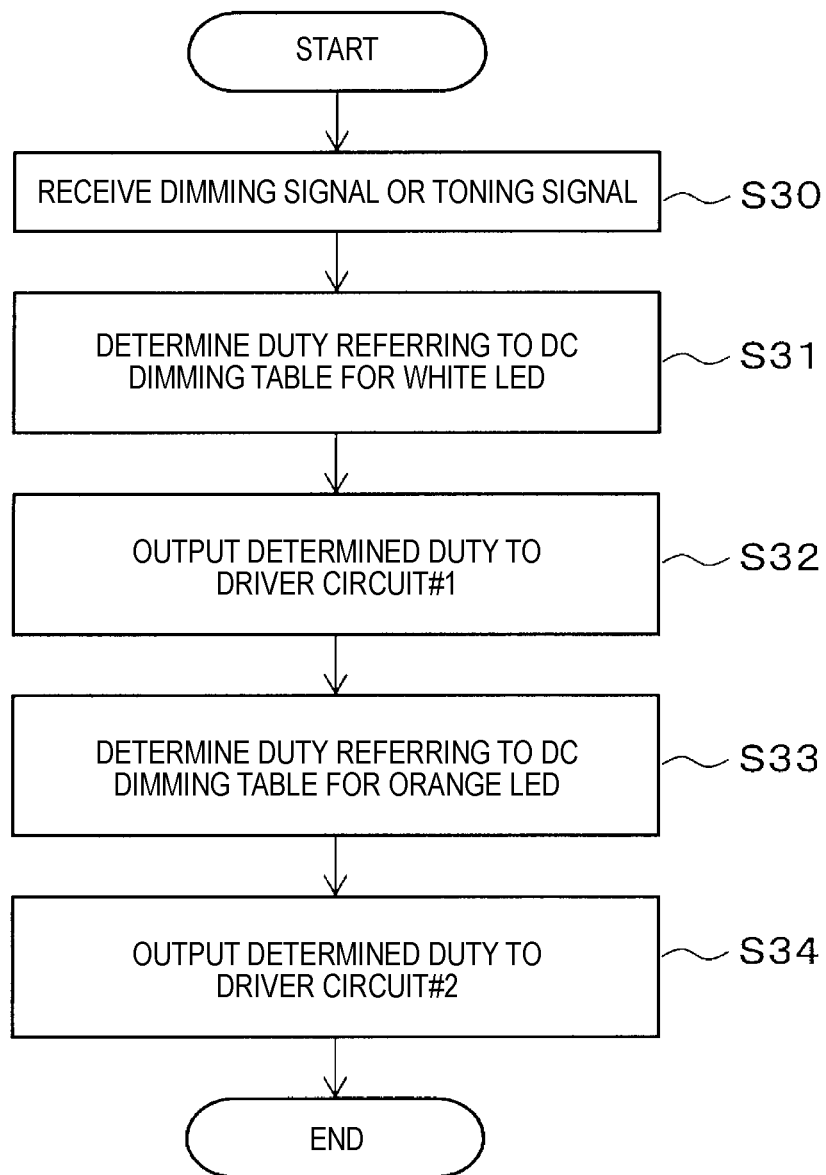 START
RECEIVE DIMMING SIGNAL OR TONING SIGNAL
S30
DETERMINE DUTY REFERRING TO DC
DIMMING TABLE FOR WHITE LED
S31
OUTPUT DETERMINED DUTY TO
DRIVER CIRCUIT#1
S32
DETERMINE DUTY REFERRING TO DC
DIMMING TABLE FOR ORANGE LED
S33
OUTPUT DETERMINED DUTY TO
DRIVER CIRCUIT#2
S34
END